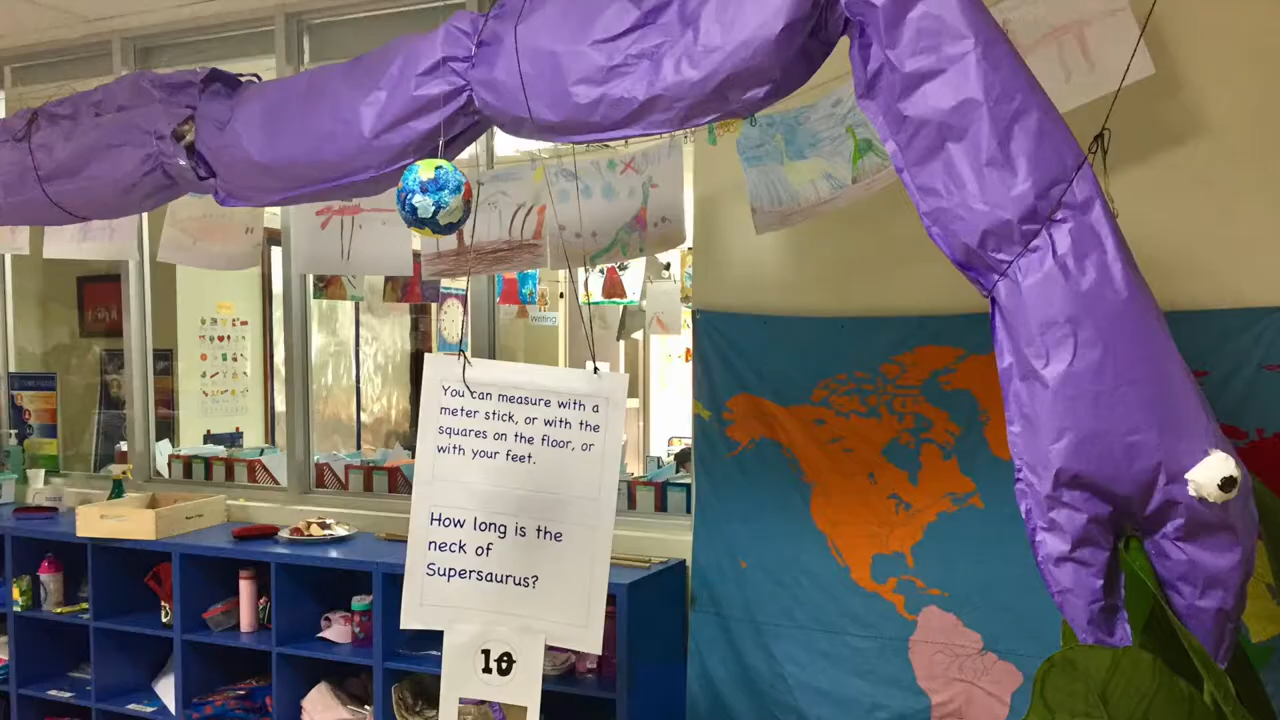 Writing
You can measure with a
meter stick, or with the
squares on the floor, or
with your feet.
How long is the
neck of
Supersaurus?
10